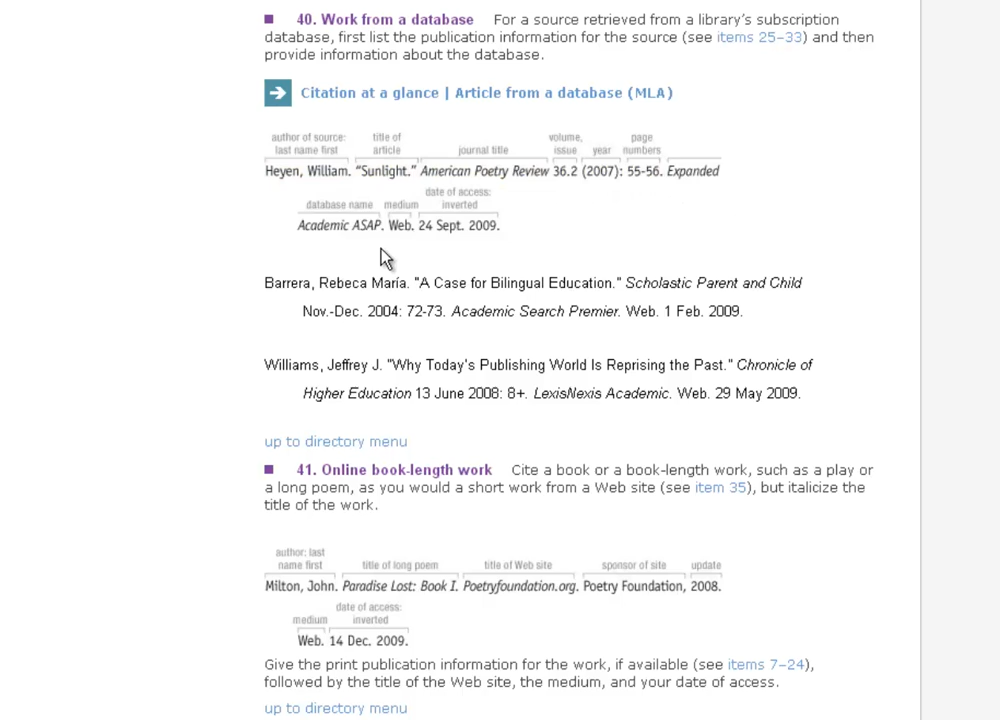 40. Work from a database For a source retrieved from a library's subscription
database, first list the publication information for the source (see items 25–33) and then
provide information about the database.
Citation at a glance | Article from a database (MLA)
author of source: title of volume, page
last name first article journal title issue year numbers
Heyen, William. “Sunlight.” American Poetry Review 36.2 (2007): 55-56. Expanded
date of access:
database name medium inverted
Academic ASAP. Web. 24 Sept. 2009.
Barrera, Rebeca María. "A Case for Bilingual Education." Scholastic Parent and Child
Nov.-Dec. 2004: 72-73. Academic Search Premier. Web. 1 Feb. 2009.
Williams, Jeffrey J. "Why Today's Publishing World Is Reprising the Past." Chronicle of
Higher Education 13 June 2008: 8+. LexisNexis Academic. Web. 29 May 2009.
up to directory menu
41. Online book-length work Cite a book or a book-length work, such as a play or
a long poem, as you would a short work from a Web site (see item 35), but italicize the
title of the work.
author: last
name first title of long poem title of Web site sponsor of site update
Milton, John. Paradise Lost: Book I. Poetryfoundation.org. Poetry Foundation, 2008.
date of access:
medium inverted
Web. 14 Dec. 2009.
Give the print publication information for the work, if available (see items 7–24),
followed by the title of the Web site, the medium, and your date of access.
up to directory menu